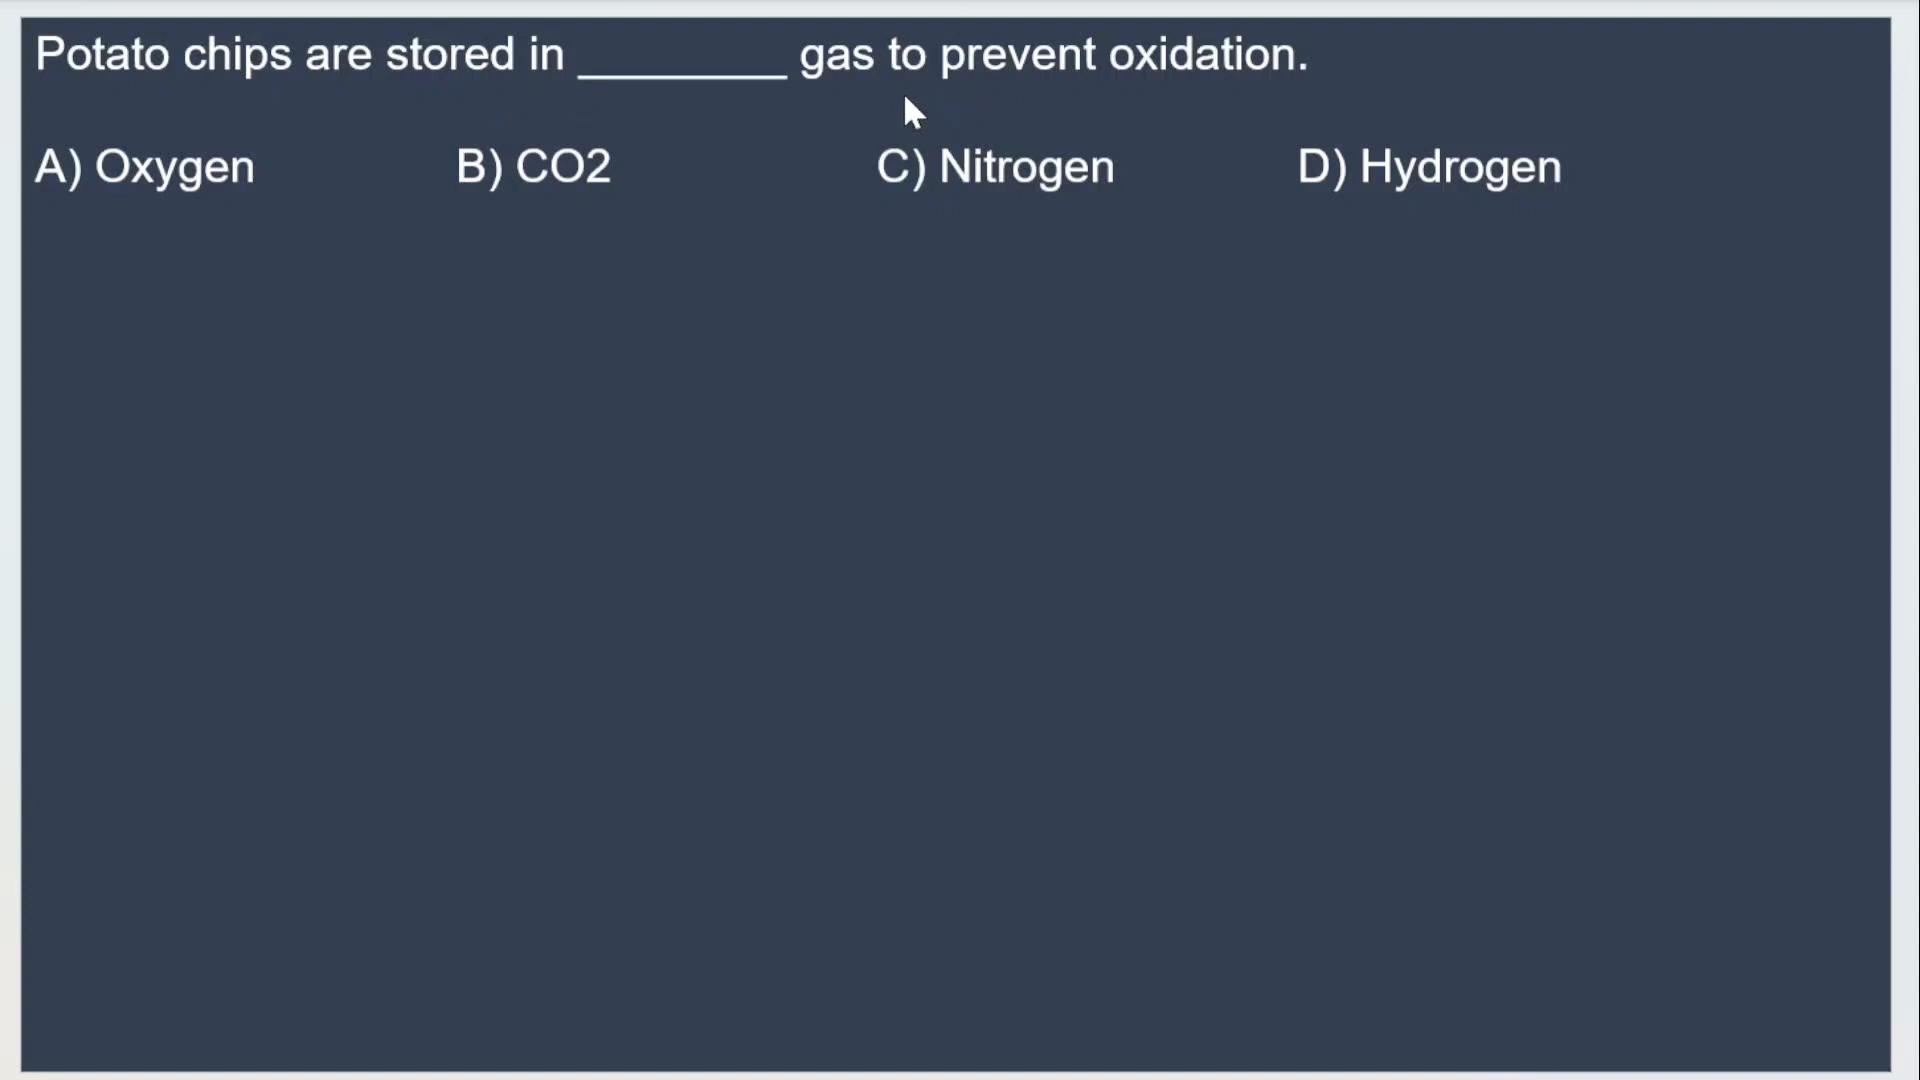 Potato chips are stored in _________ gas to prevent oxidation.
A) Oxygen B) CO2 C) Nitrogen D) Hydrogen